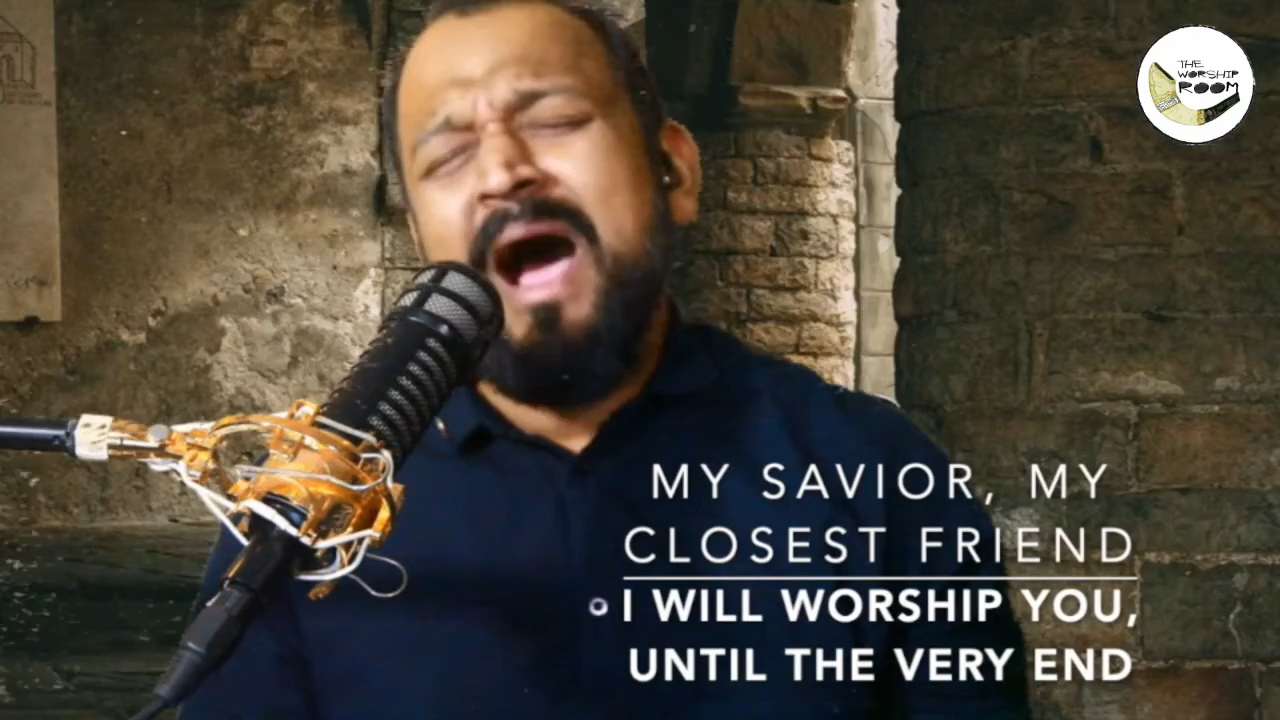 THE
WORSHIP
ROOM
MY SAVIOR, MY
CLOSEST FRIEND
I WILL WORSHIP YOU,
UNTIL THE VERY END